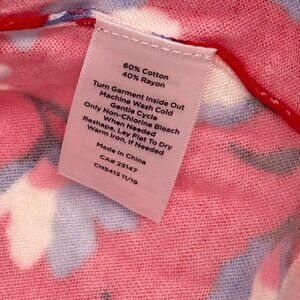 60% Cotton
40% Rayon
Turn Garment Inside Out
Machine Wash Cold
Gentle Cycle
Only Non-Chlorine Bleach
When Needed
Reshape, Lay Flat To Dry
Warm Iron, If Needed
Made In China
CA# 23147
CN5413 11/19